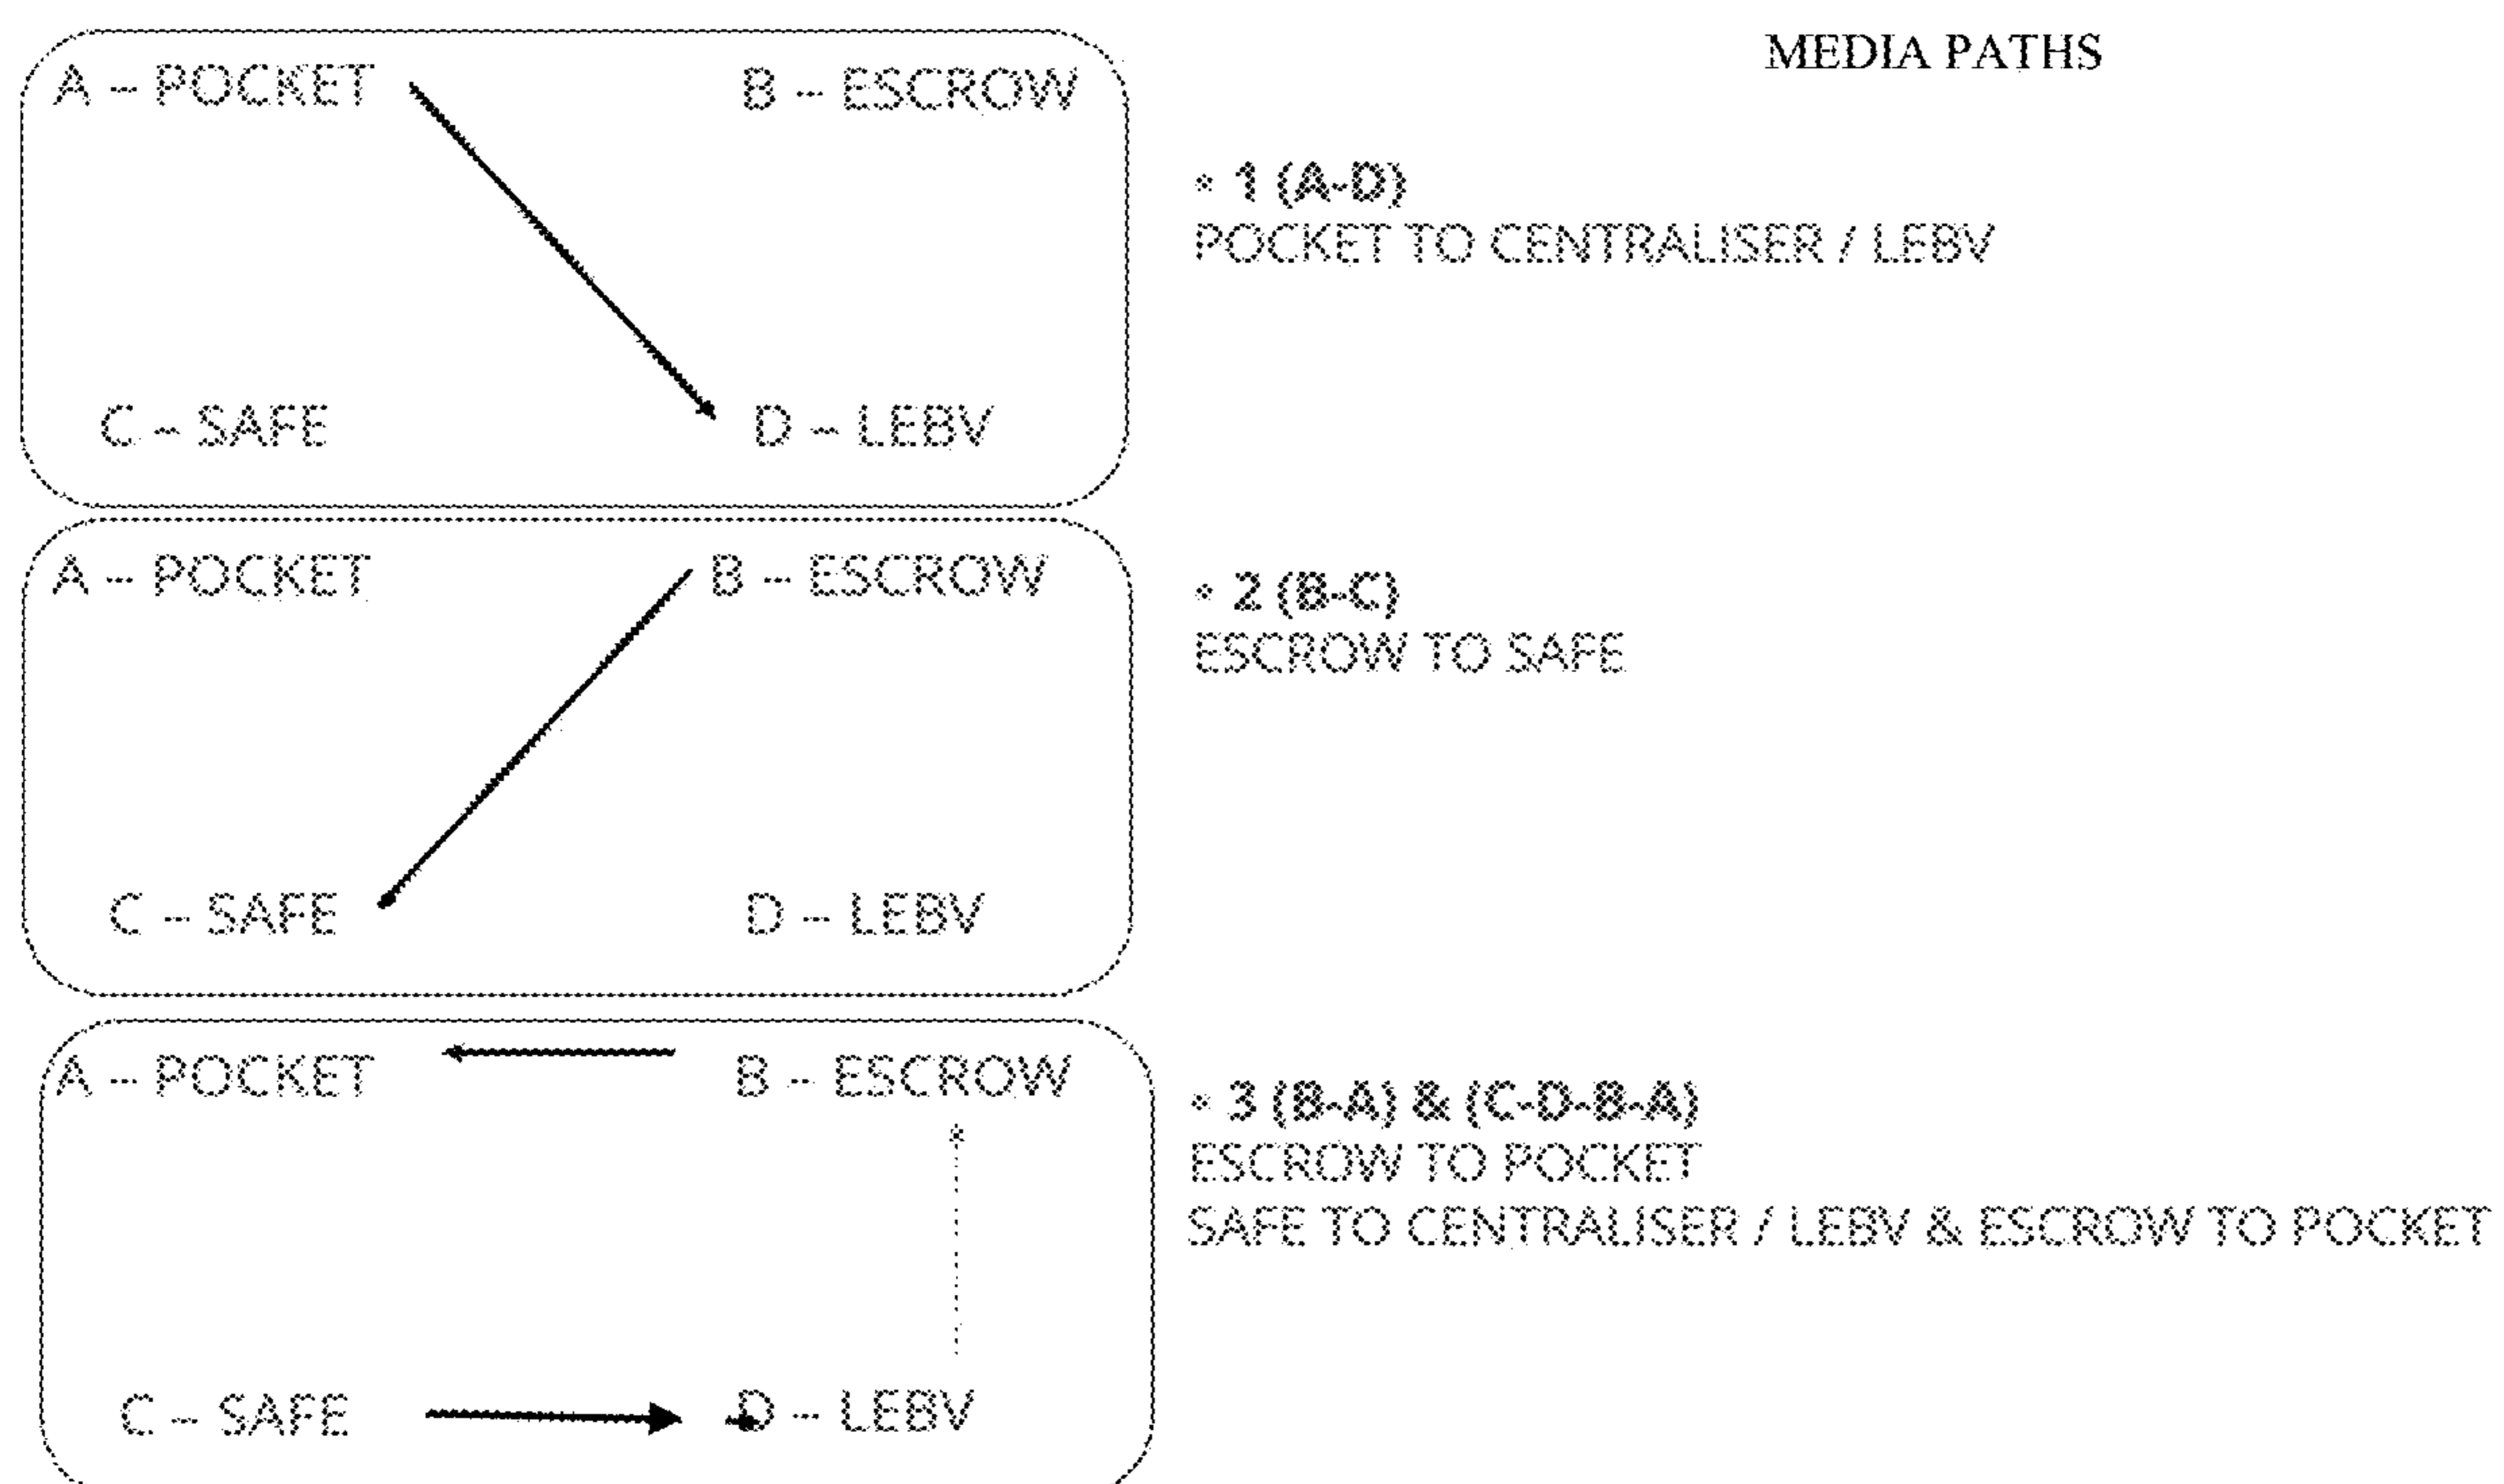 MEDIA PATHS
A -- POCKET
B -- ESCROW
C -- SAFE
D -- LEBV
* 1 (A-D)
POCKET TO CENTRALISER / LEBV
A -- POCKET
B -- ESCROW
C -- SAFE
D -- LEBV
* 2 (B-C)
ESCROW TO SAFE
A -- POCKET
B -- ESCROW
C -- SAFE
D -- LEBV
* 3 (B-A) & (C-D-B-A)
ESCROW TO POCKET
SAFE TO CENTRALISER / LEBV & ESCROW TO POCKET